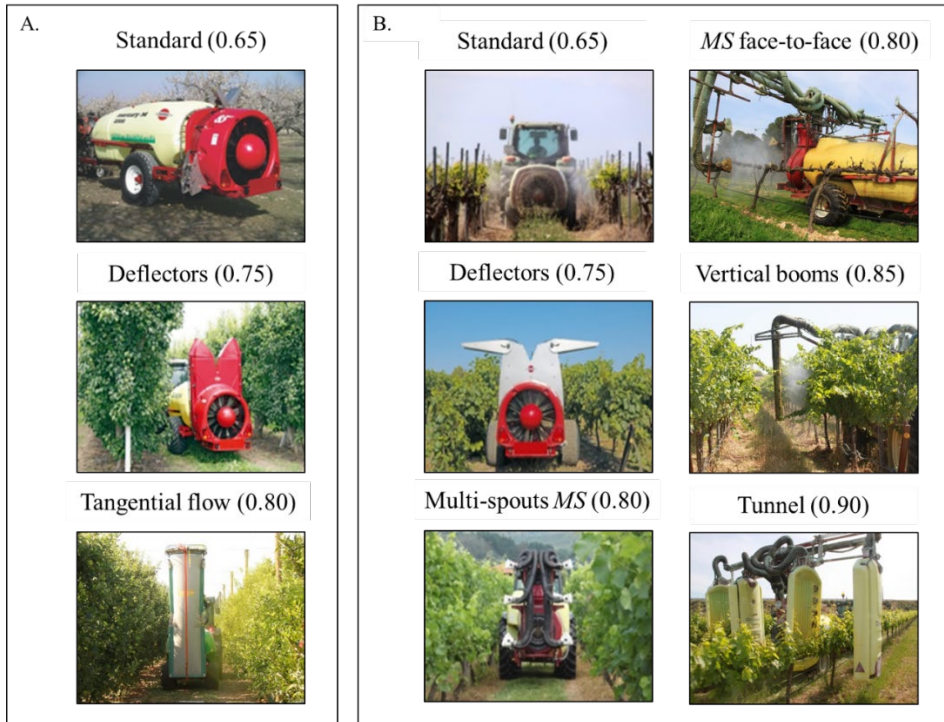 A.
Standard (0.65)
Deflectors (0.75)
Tangential flow (0.80)
B.
Standard (0.65)
MS face-to-face (0.80)
Deflectors (0.75)
Vertical booms (0.85)
Multi-spouts MS (0.80)
Tunnel (0.90)